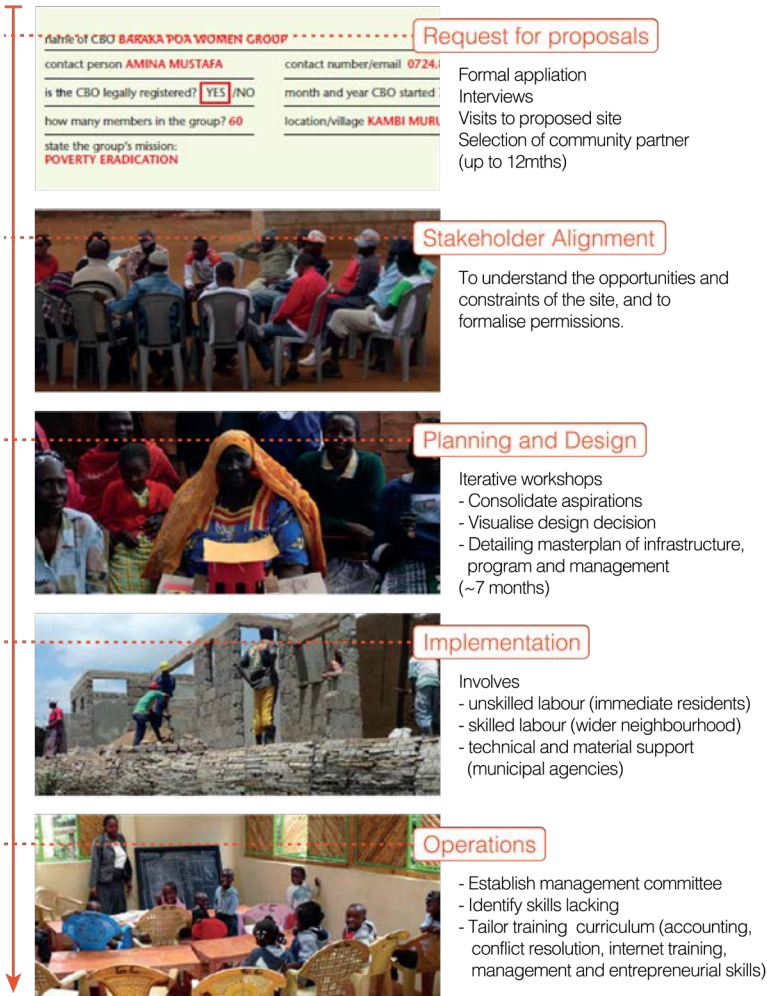 name of CBO BARAKA POA WOMEN GROUP
Request for proposals
contact person AMINA MUSTAFA
contact number/email 0724.
is the CBO legally registered? YES /NO
month and year CBO started
how many members in the group? 60
location/village KAMBI MURU
state the group's mission:
POVERTY ERADICATION
Formal appliation
Interviews
Visits to proposed site
Selection of community partner
(up to 12mths)
Stakeholder Alignment
To understand the opportunities and
constraints of the site, and to
formalise permissions.
Planning and Design
Iterative workshops
- Consolidate aspirations
- Visualise design decision
- Detailing masterplan of infrastructure,
program and management
(~7 months)
Implementation
Involves
- unskilled labour (immediate residents)
- skilled labour (wider neighbourhood)
- technical and material support
(municipal agencies)
Operations
- Establish management committee
- Identify skills lacking
- Tailor training curriculum (accounting,
conflict resolution, internet training,
management and entrepreneurial skills)